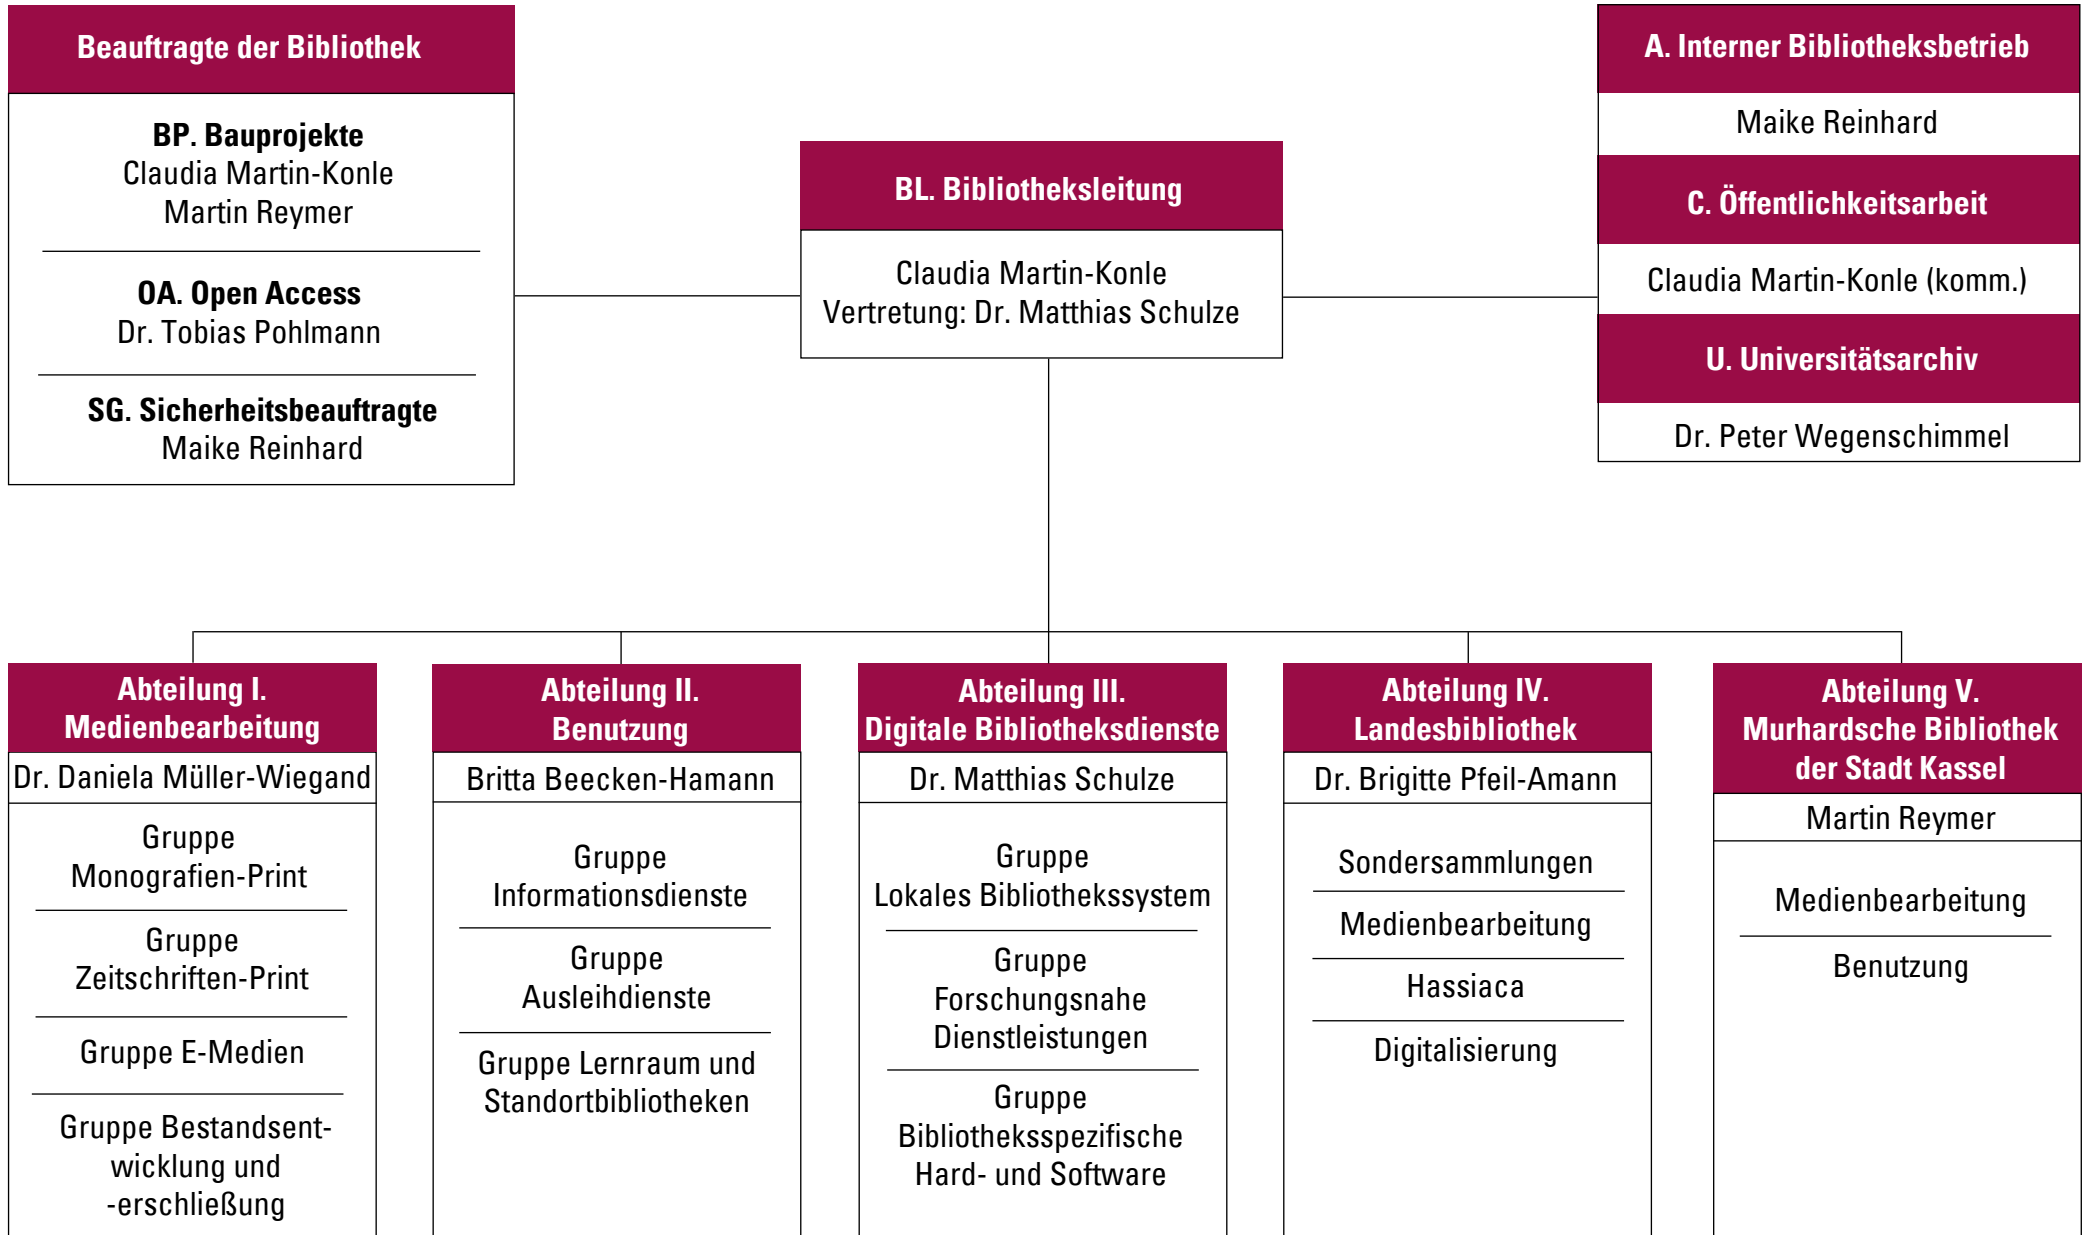 Beauftragte der Bibliothek
BP. Bauprojekte
Claudia Martin-Konle
Martin Reymer
OA. Open Access
Dr. Tobias Pohlmann
SG. Sicherheitsbeauftragte
Maike Reinhard
BL. Bibliotheksleitung
Claudia Martin-Konle
Vertretung: Dr. Matthias Schulze
A. Interner Bibliotheksbetrieb
Maike Reinhard
C. Öffentlichkeitsarbeit
Claudia Martin-Konle (komm.)
U. Universitätsarchiv
Dr. Peter Wegenschimmel
Abteilung I.
Medienbearbeitung
Dr. Daniela Müller-Wiegand
Gruppe
Monografien-Print
Gruppe
Zeitschriften-Print
Gruppe E-Medien
Gruppe Bestandsent-
wicklung und
-erschließung
Abteilung II.
Benutzung
Britta Beecken-Hamann
Gruppe
Informationsdienste
Gruppe
Ausleihdienste
Gruppe Lernraum und
Standortbibliotheken
Abteilung III.
Digitale Bibliotheksdienste
Dr. Matthias Schulze
Gruppe
Lokales Bibliothekssystem
Gruppe
Forschungsnahe
Dienstleistungen
Gruppe
Bibliotheksspezifische
Hard- und Software
Abteilung IV.
Landesbibliothek
Dr. Brigitte Pfeil-Amann
Sondersammlungen
Medienbearbeitung
Hassiaca
Digitalisierung
Abteilung V.
Murhardsche Bibliothek
der Stadt Kassel
Martin Reymer
Medienbearbeitung
Benutzung